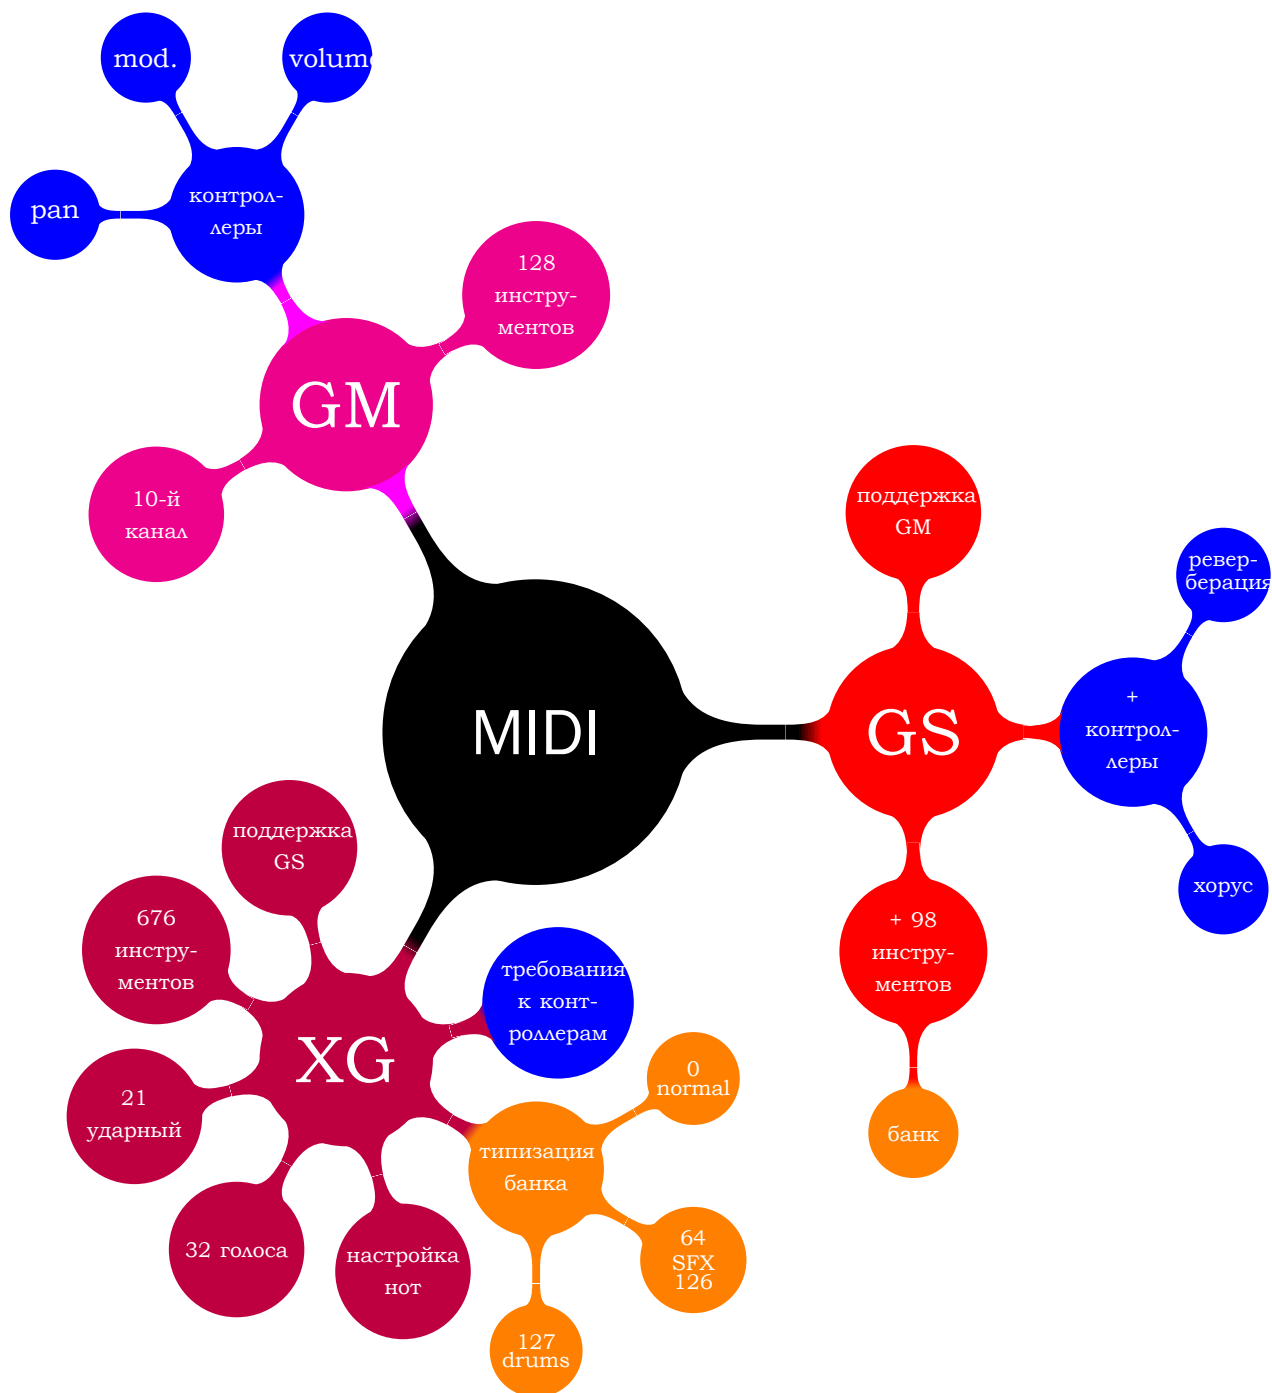 mod.
volume
pan
контрол-
леры
128
инстру-
ментов
GM
10-й
канал
MIDI
поддержка
GM
ревер-
берация
GS
+
контрол-
леры
хорус
+ 98
инстру-
ментов
банк
поддержка
GS
676
инстру-
ментов
требования
к конт-
роллерам
XG
21
ударный
32 голоса
настройка
нот
типизация
банка
0
normal
64
SFX
126
127
drums